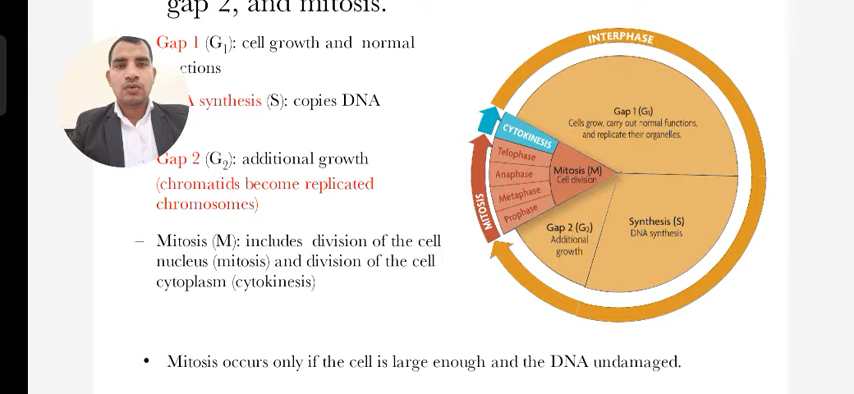 gap 2, and mitosis.
Gap 1 (G1): cell growth and normal
ctions
A synthesis (S): copies DNA
Gap 2 (G2): additional growth
(chromatids become replicated
chromosomes)
– Mitosis (M): includes division of the cell
nucleus (mitosis) and division of the cell
cytoplasm (cytokinesis)
• Mitosis occurs only if the cell is large enough and the DNA undamaged.
INTERPHASE
Gap 1 (G1)
Cells grow, carry out normal functions,
and replicate their organelles.
CYTOKINESIS
Telophase
Anaphase
Metaphase
Prophase
MITOSIS
Mitosis (M)
Cell division
Gap 2 (G2)
Additional
growth
Synthesis (S)
DNA synthesis